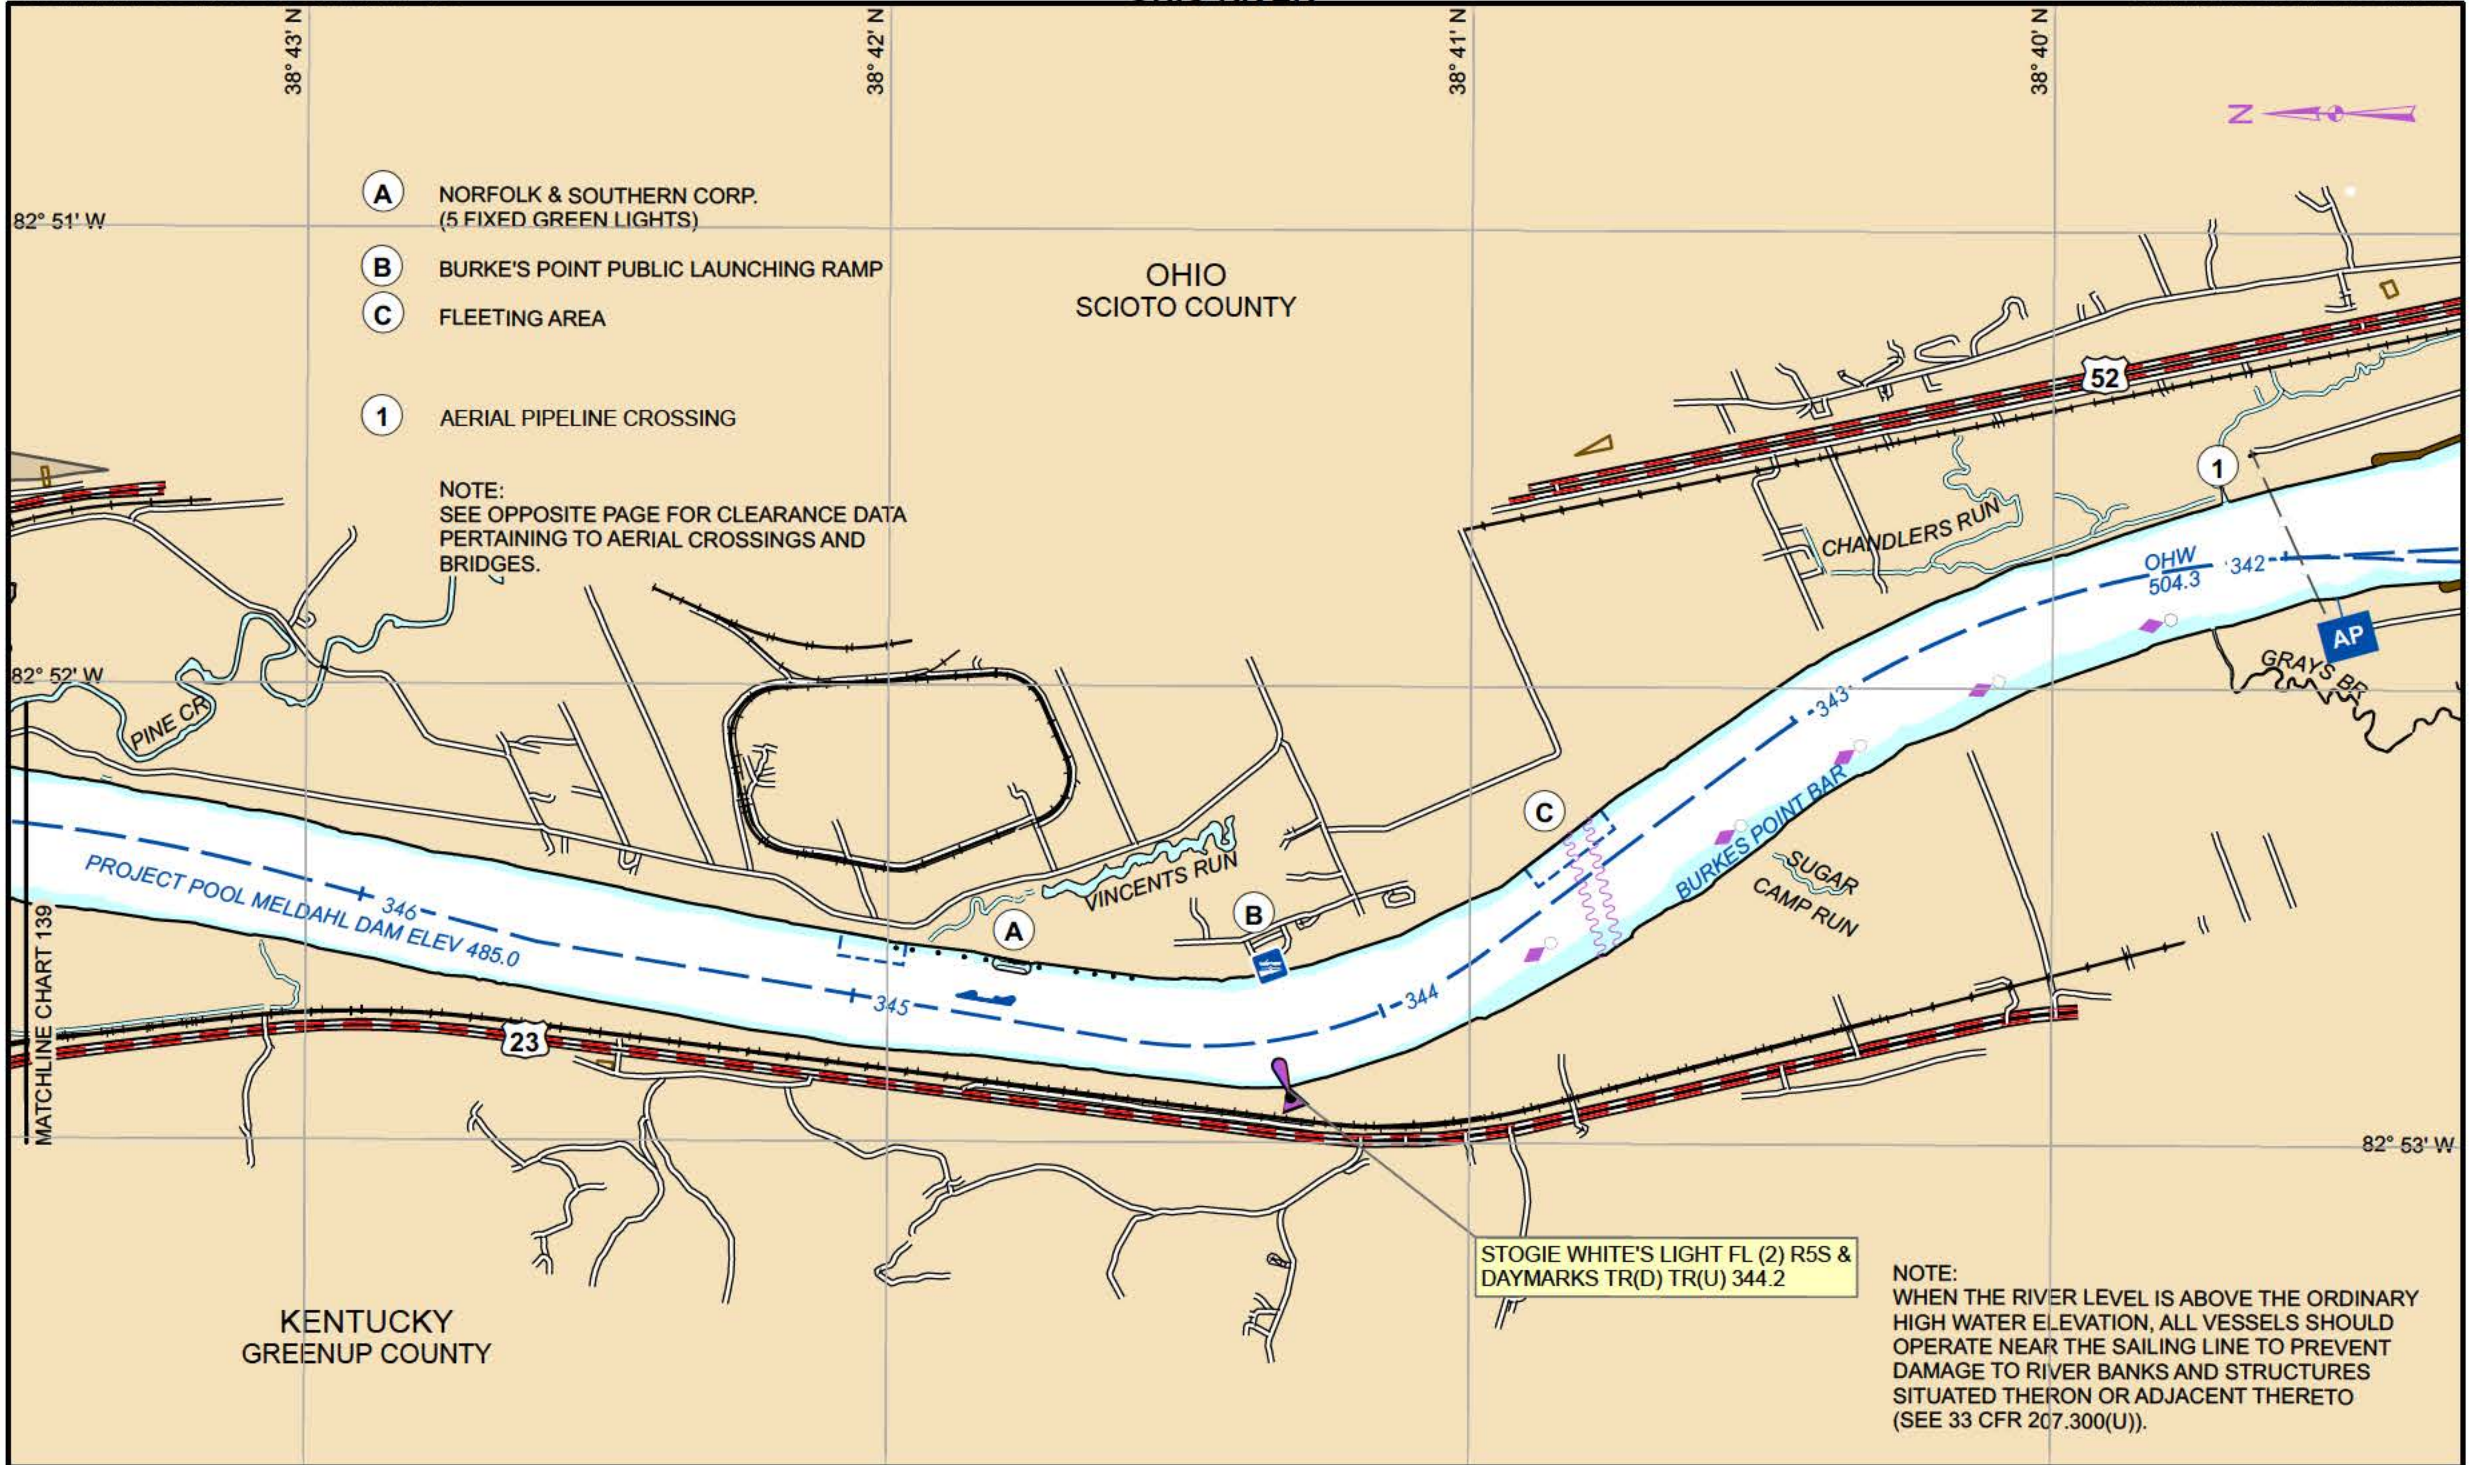 38° 43' N
38° 42' N
38° 41' N
38° 40' N
N
82° 51' W
A NORFOLK & SOUTHERN CORP.
(5 FIXED GREEN LIGHTS)
B BURKE'S POINT PUBLIC LAUNCHING RAMP
C FLEETING AREA
1 AERIAL PIPELINE CROSSING
NOTE:
SEE OPPOSITE PAGE FOR CLEARANCE DATA
PERTAINING TO AERIAL CROSSINGS AND
BRIDGES.
OHIO
SCIOTO COUNTY
52
1
CHANDLERS RUN
OHW
504.3
342
AP
GRAYS BR
82° 52' W
PINE CR
343
C
BURKES POINT BAR
SUGAR
CAMP RUN
VINCENTS RUN
B
A
346
PROJECT POOL MELDAHL DAM ELEV 485.0
345
344
MATCHLINE CHART 139
23
82° 53' W
STOGIE WHITE'S LIGHT FL (2) R5S &
DAYMARKS TR(D) TR(U) 344.2
KENTUCKY
GREENUP COUNTY
NOTE:
WHEN THE RIVER LEVEL IS ABOVE THE ORDINARY
HIGH WATER ELEVATION, ALL VESSELS SHOULD
OPERATE NEAR THE SAILING LINE TO PREVENT
DAMAGE TO RIVER BANKS AND STRUCTURES
SITUATED THERON OR ADJACENT THERETO
(SEE 33 CFR 207.300(U)).